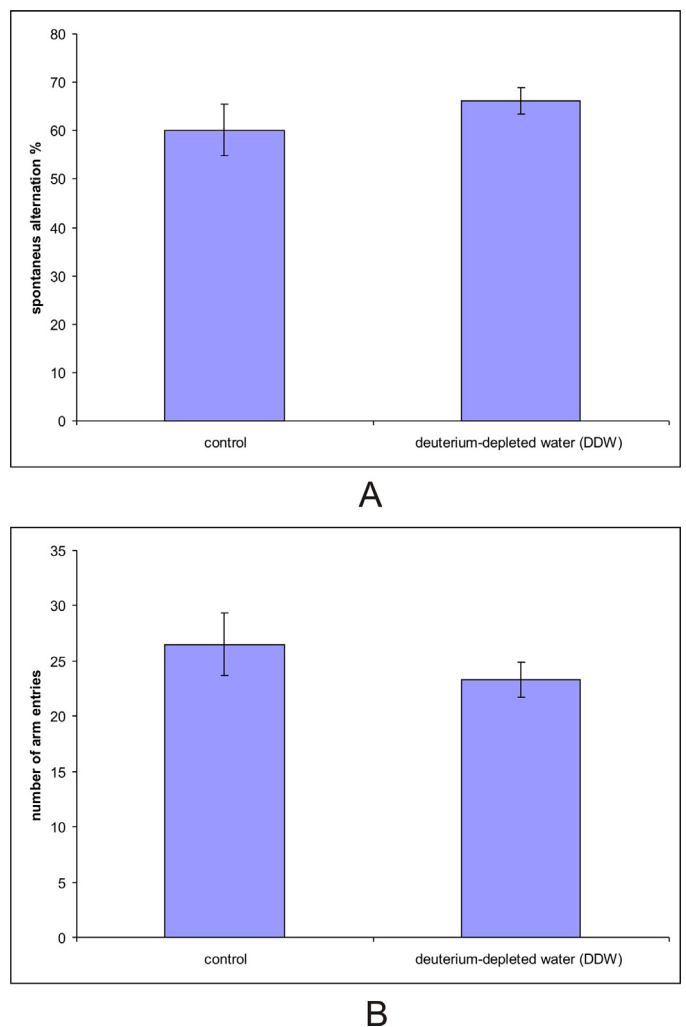 80
70
60
50
40
30
20
10
0
spontaneus alternation %
control deuterium-depleted water (DDW)
A
35
30
25
20
15
10
5
0
number of arm entries
control deuterium-depleted water (DDW)
B